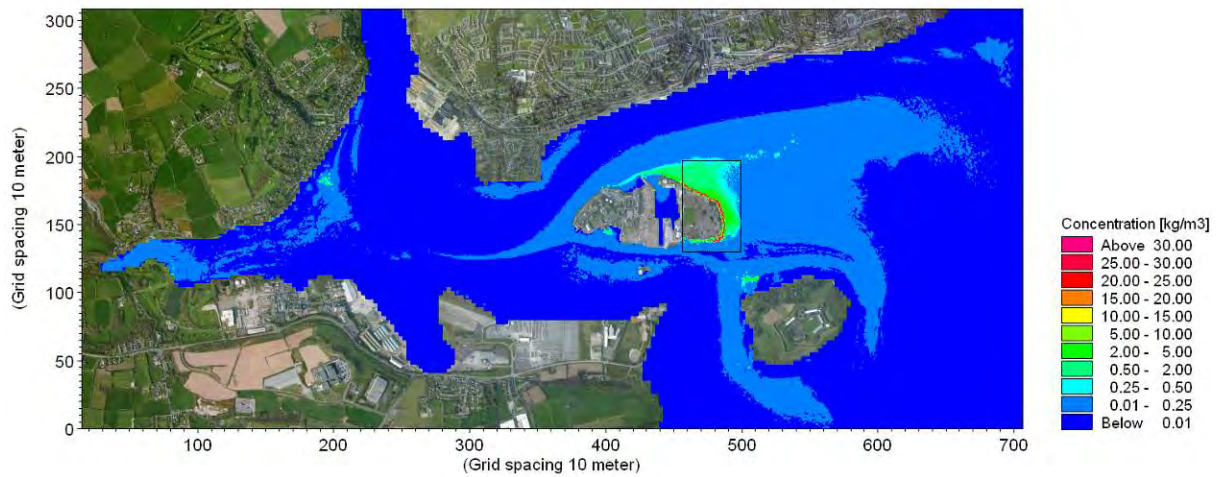 300
250
200
150
100
50
0
(Grid spacing 10 meter)
100
200
300
400
500
600
700
(Grid spacing 10 meter)
Concentration [kg/m3]
Above 30.00
25.00 - 30.00
20.00 - 25.00
15.00 - 20.00
10.00 - 15.00
5.00 - 10.00
2.00 - 5.00
0.50 - 2.00
0.25 - 0.50
0.01 - 0.25
Below 0.01